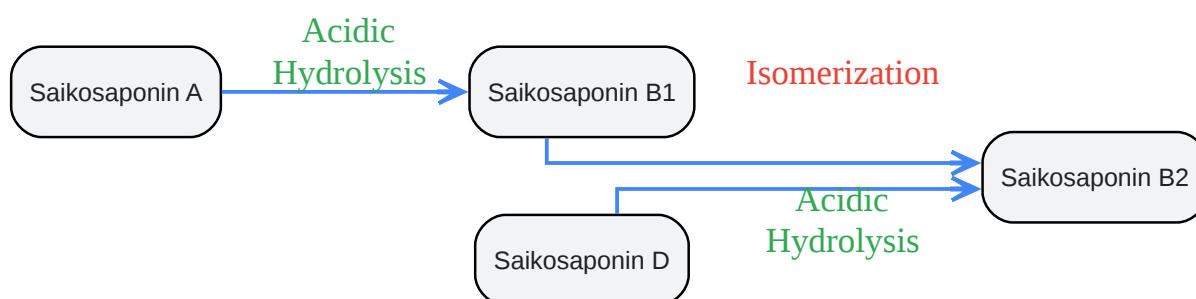 Acidic
Hydrolysis
Isomerization
Saikosaponin A
Saikosaponin B1
Saikosaponin B2
Acidic
Hydrolysis
Saikosaponin D